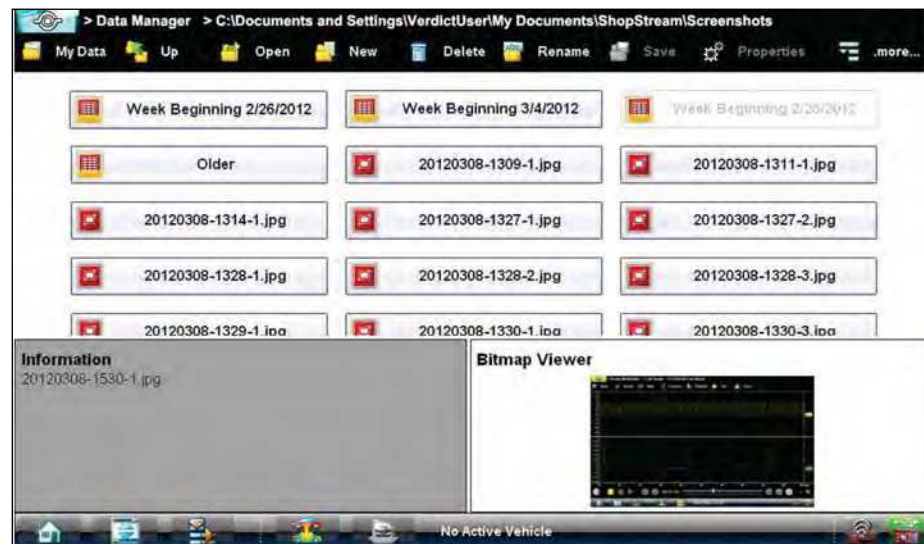 > Data Manager > C:\Documents and Settings\VerdictUser\My Documents\ShopStream\Screenshots
My Data Up Open New Delete Rename Save Properties .more...
Week Beginning 2/26/2012 Week Beginning 3/4/2012 Week Beginning 2/26/2012
Older 20120308-1309-1.jpg 20120308-1311-1.jpg
20120308-1314-1.jpg 20120308-1327-1.jpg 20120308-1327-2.jpg
20120308-1328-1.jpg 20120308-1328-2.jpg 20120308-1328-3.jpg
20120308-1329-1.jpg 20120308-1330-1.jpg 20120308-1330-3.jpg
Information
20120308-1530-1.jpg
Bitmap Viewer
No Active Vehicle